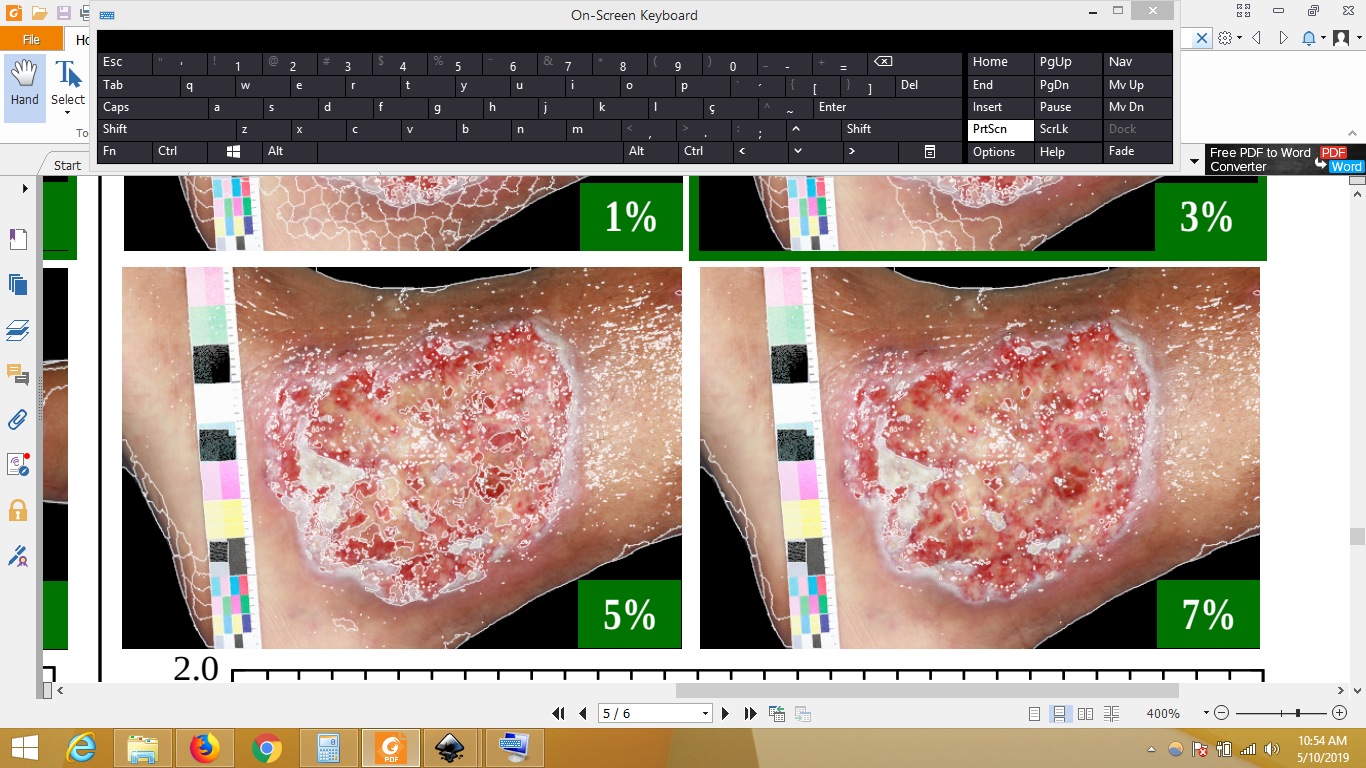 On-Screen Keyboard
File
Ho
Hand
Select
To
Start
Esc " ' ! 1 @ 2 # 3 $ 4 % 5 6 & 7 * 8 ( 9 ) 0 _ - + = Home PgUp Nav
Tab q w e r t y u i o p ` ´ { [ } ] Del End PgDn Mv Up
Caps a s d f g h j k l ç ^ ~ Enter Insert Pause Mv Dn
Shift z x c v b n m < , > . : ; Shift PrtScn ScrLk Dock
Fn Ctrl Alt Alt Ctrl < > Options Help Fade
Free PDF to Word PDF
Converter Word
1%
3%
5%
7%
2.0
5 / 6
400%
PDF
10:54 AM
5/10/2019